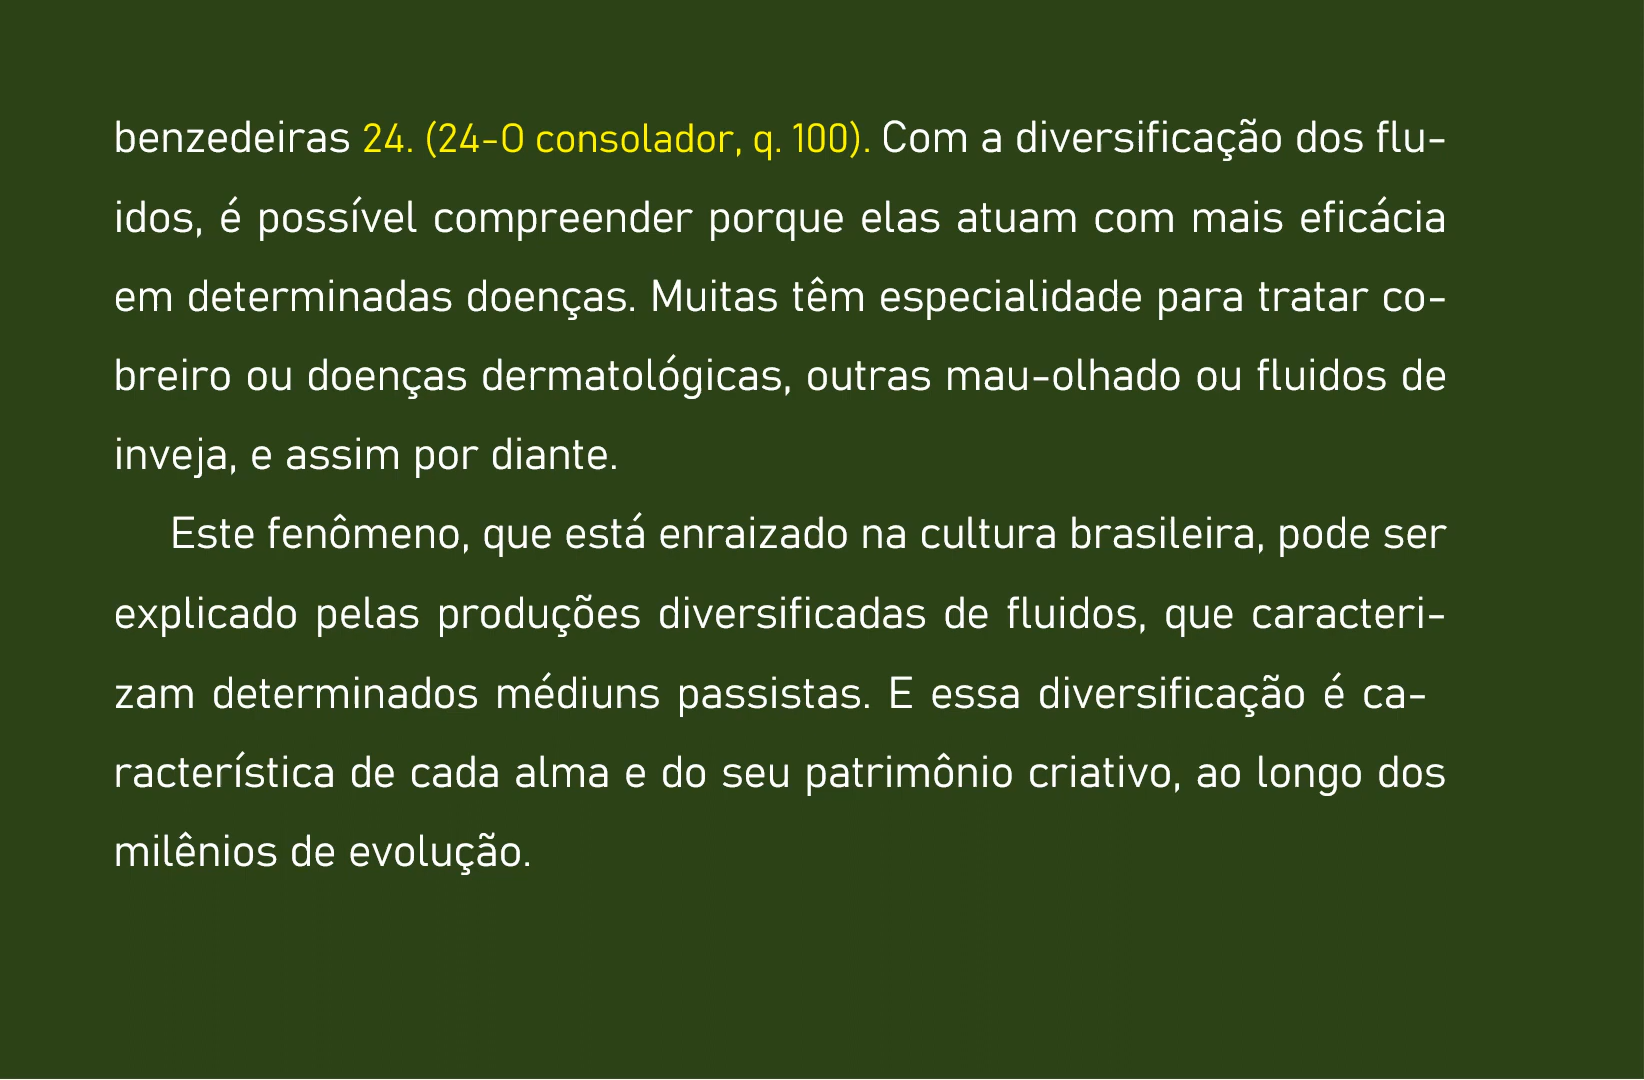 benzedeiras 24. (24-O consolador, q. 100). Com a diversificação dos flu-
idos, é possível compreender porque elas atuam com mais eficácia
em determinadas doenças. Muitas têm especialidade para tratar co-
breiro ou doenças dermatológicas, outras mau-olhado ou fluidos de
inveja, e assim por diante.
Este fenômeno, que está enraizado na cultura brasileira, pode ser
explicado pelas produções diversificadas de fluidos, que caracteri-
zam determinados médiuns passistas. E essa diversificação é ca-
racterística de cada alma e do seu patrimônio criativo, ao longo dos
milênios de evolução.